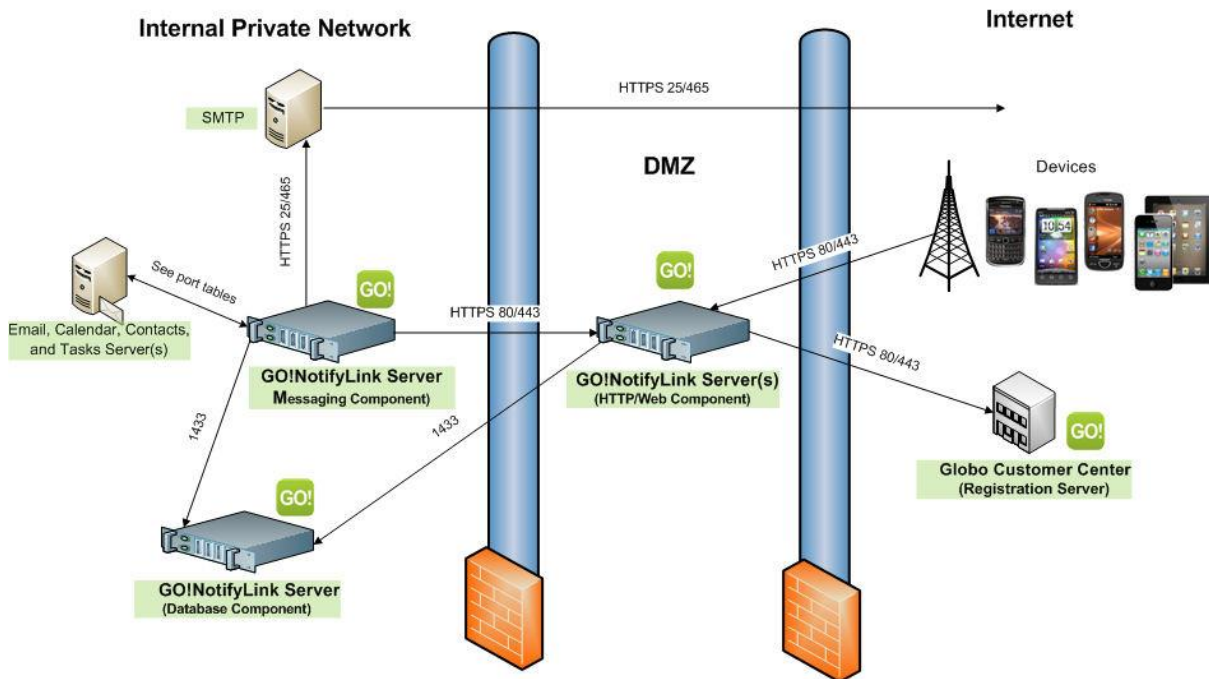 Internal Private Network
Internet
HTTPS 25/465
SMTP
DMZ
Devices
HTTPS 25/465
10:54
HTTPS 80/443
GO!
See port tables
GO!
HTTPS 80/443
Email, Calendar, Contacts,
and Tasks Server(s)
HTTPS 80/443
GO!NotifyLink Server
Messaging Component)
GO!NotifyLink Server(s)
(HTTP/Web Component)
GO!
1433
1433
Globo Customer Center
(Registration Server)
GO!
GO!NotifyLink Server
(Database Component)